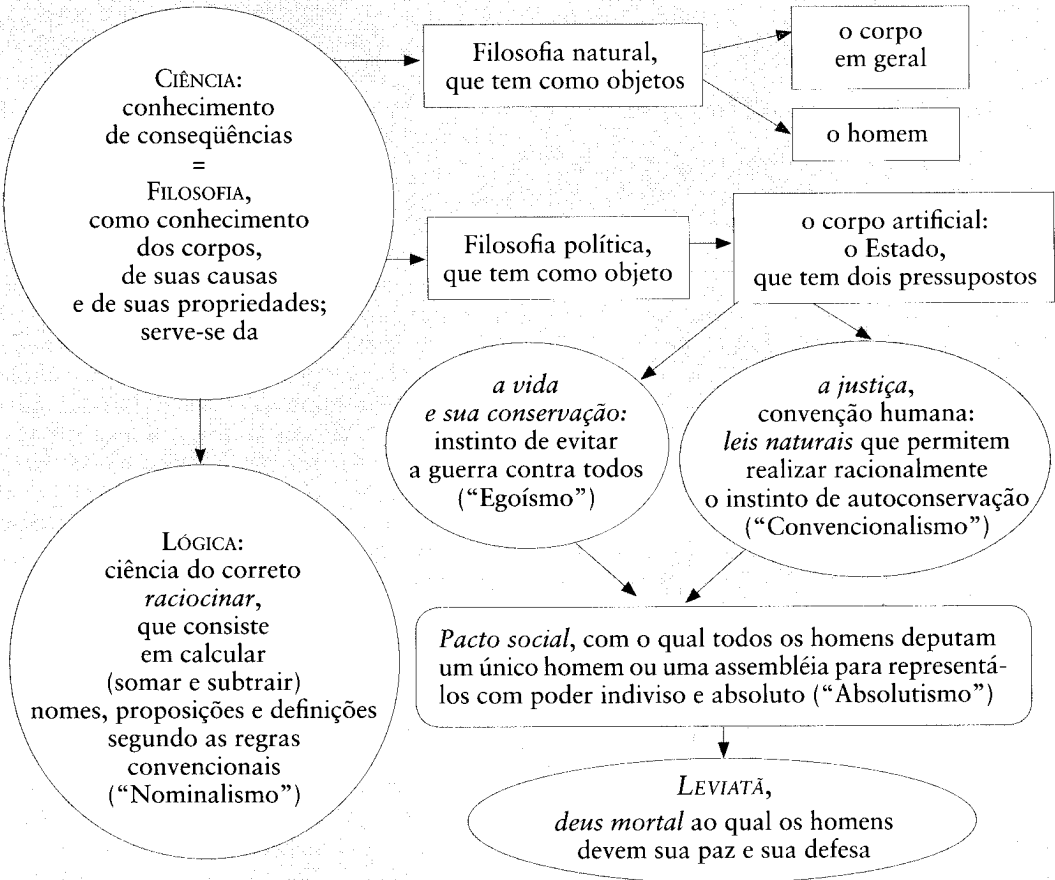 CIÊNCIA:
conhecimento
de conseqüências
=
FILOSOFIA,
como conhecimento
dos corpos,
de suas causas
e de suas propriedades;
serve-se da
Filosofia natural,
que tem como objetos
o corpo
em geral
o homem
Filosofia política,
que tem como objeto
o corpo artificial:
o Estado,
que tem dois pressupostos
a vida
e sua conservação:
instinto de evitar
a guerra contra todos
(“Egoísmo”)
a justiça,
convenção humana:
leis naturais que permitem
realizar racionalmente
o instinto de autoconservação
(“Convencionalismo”)
LÓGICA:
ciência do correto
raciocinar,
que consiste
em calcular
(somar e subtrair)
nomes, proposições e definições
segundo as regras
convencionais
(“Nominalismo”)
Pacto social, com o qual todos os homens deputam
um único homem ou uma assembléia para representá-
los com poder indiviso e absoluto (“Absolutismo”)
LEVIATÃ,
deus mortal ao qual os homens
devem sua paz e sua defesa